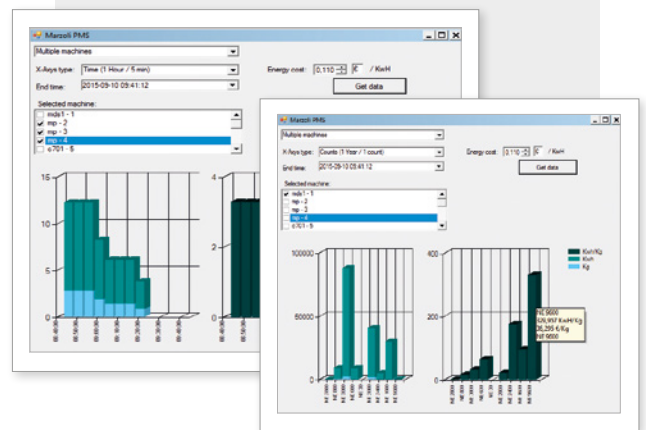 Marzoli PMS
Multiple machines
X-Axys type: Time (1 Hour / 5 min)
Energy cost: 0,110 € / KwH
End time: 2015-09-10 09:41:12
Get data
Selected machine:
mds1 - 1
mp - 2
mp - 3
mp - 4
c701 - 5
15
10
5
0
4
2
0
Marzoli PMS
Multiple machines
X-Axys type: Counts (1 Year / 1 count)
Energy cost: 0,110 € / KwH
End time: 2015-09-10 09:41:12
Get data
Selected machine:
mds1 - 1
mp - 2
mp - 3
mp - 4
c701 - 5
100000
50000
0
400
200
0
KwH/Kg
KwH
Kg
NE 9600
NE 9600